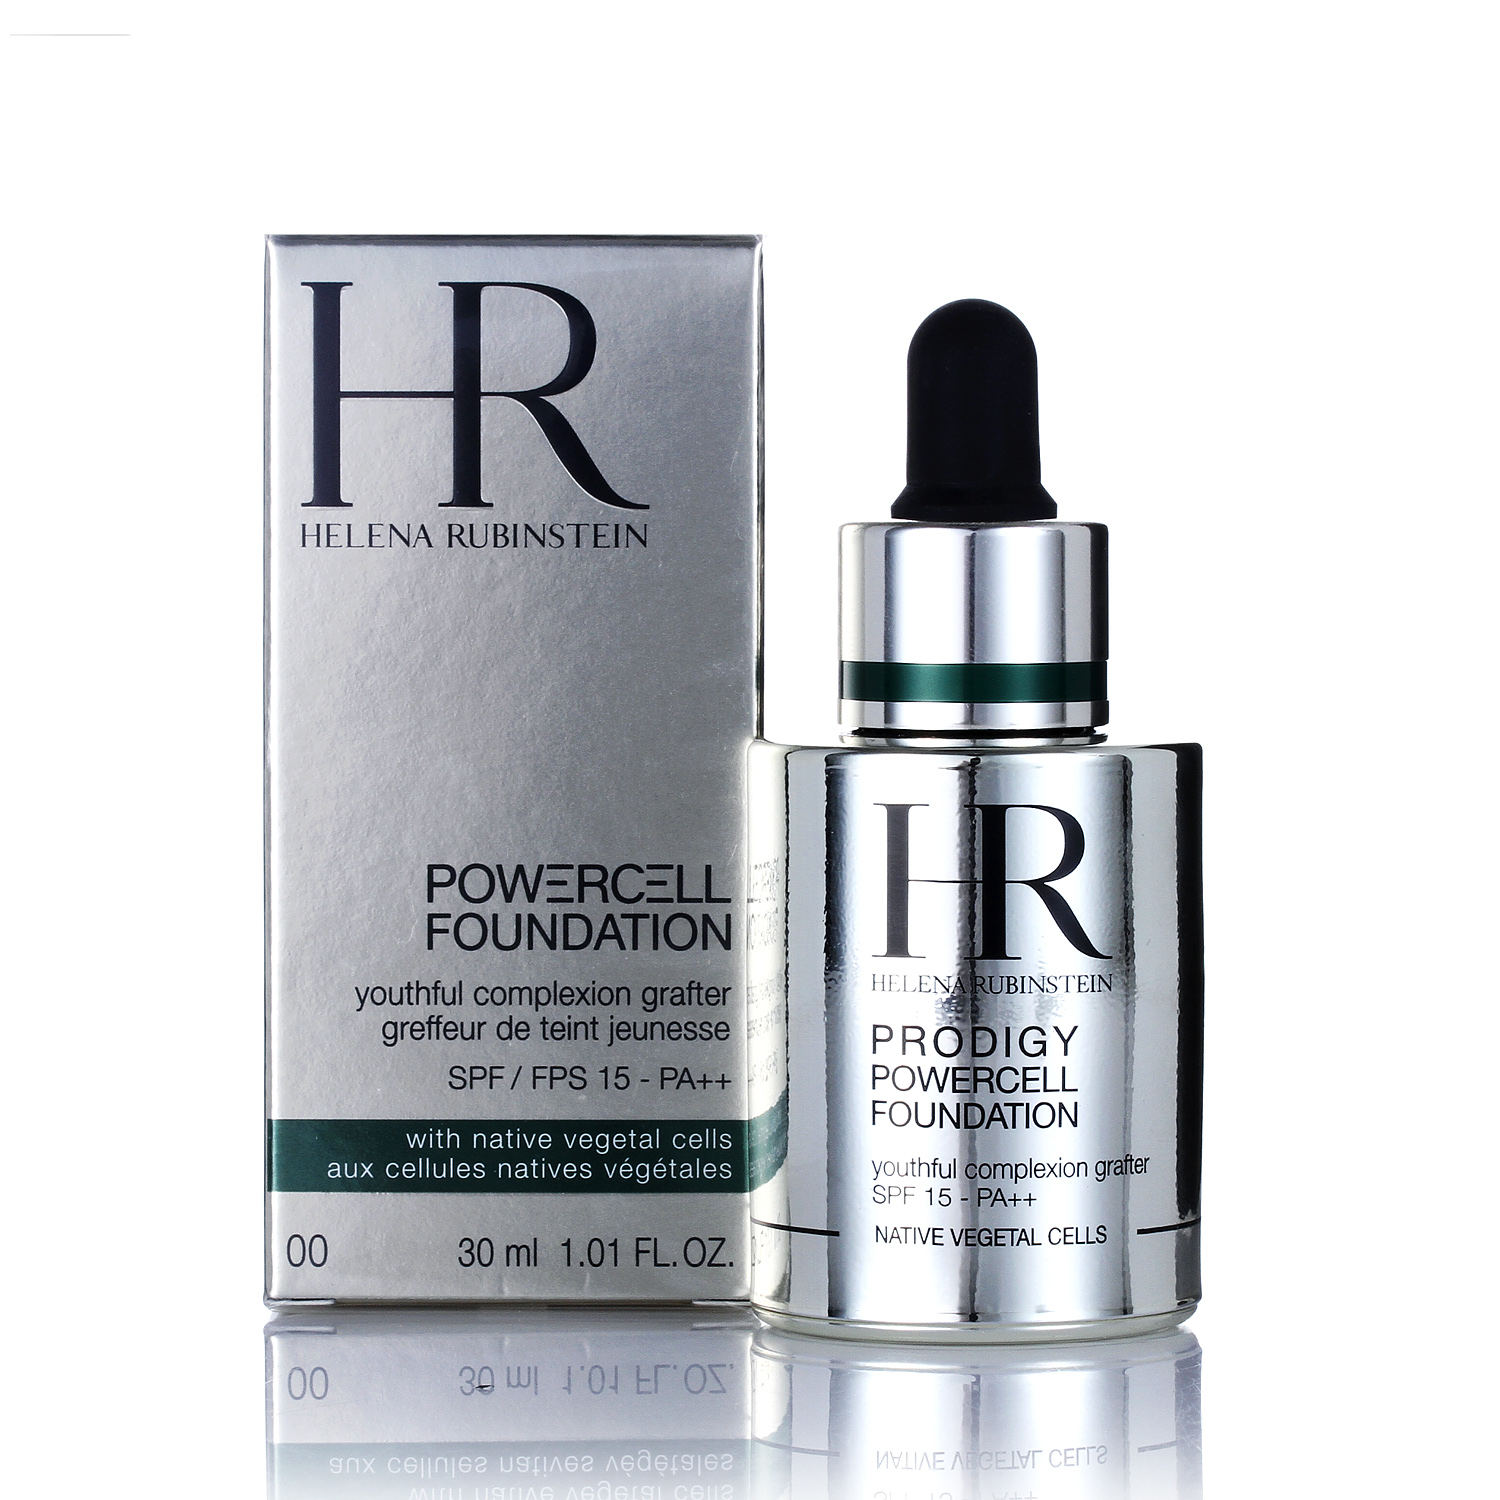 HR
HELENA RUBINSTEIN
POWERCELL
FOUNDATION
youthful complexion grafter
greffeur de teint jeunesse
SPF / FPS 15 - PA++
with native vegetal cells
aux cellules natives végétales
00
30 ml 1.01 FL.OZ.
HR
HELENA RUBINSTEIN
PRODIGY
POWERCELL
FOUNDATION
youthful complexion grafter
SPF 15 - PA++
NATIVE VEGETAL CELLS